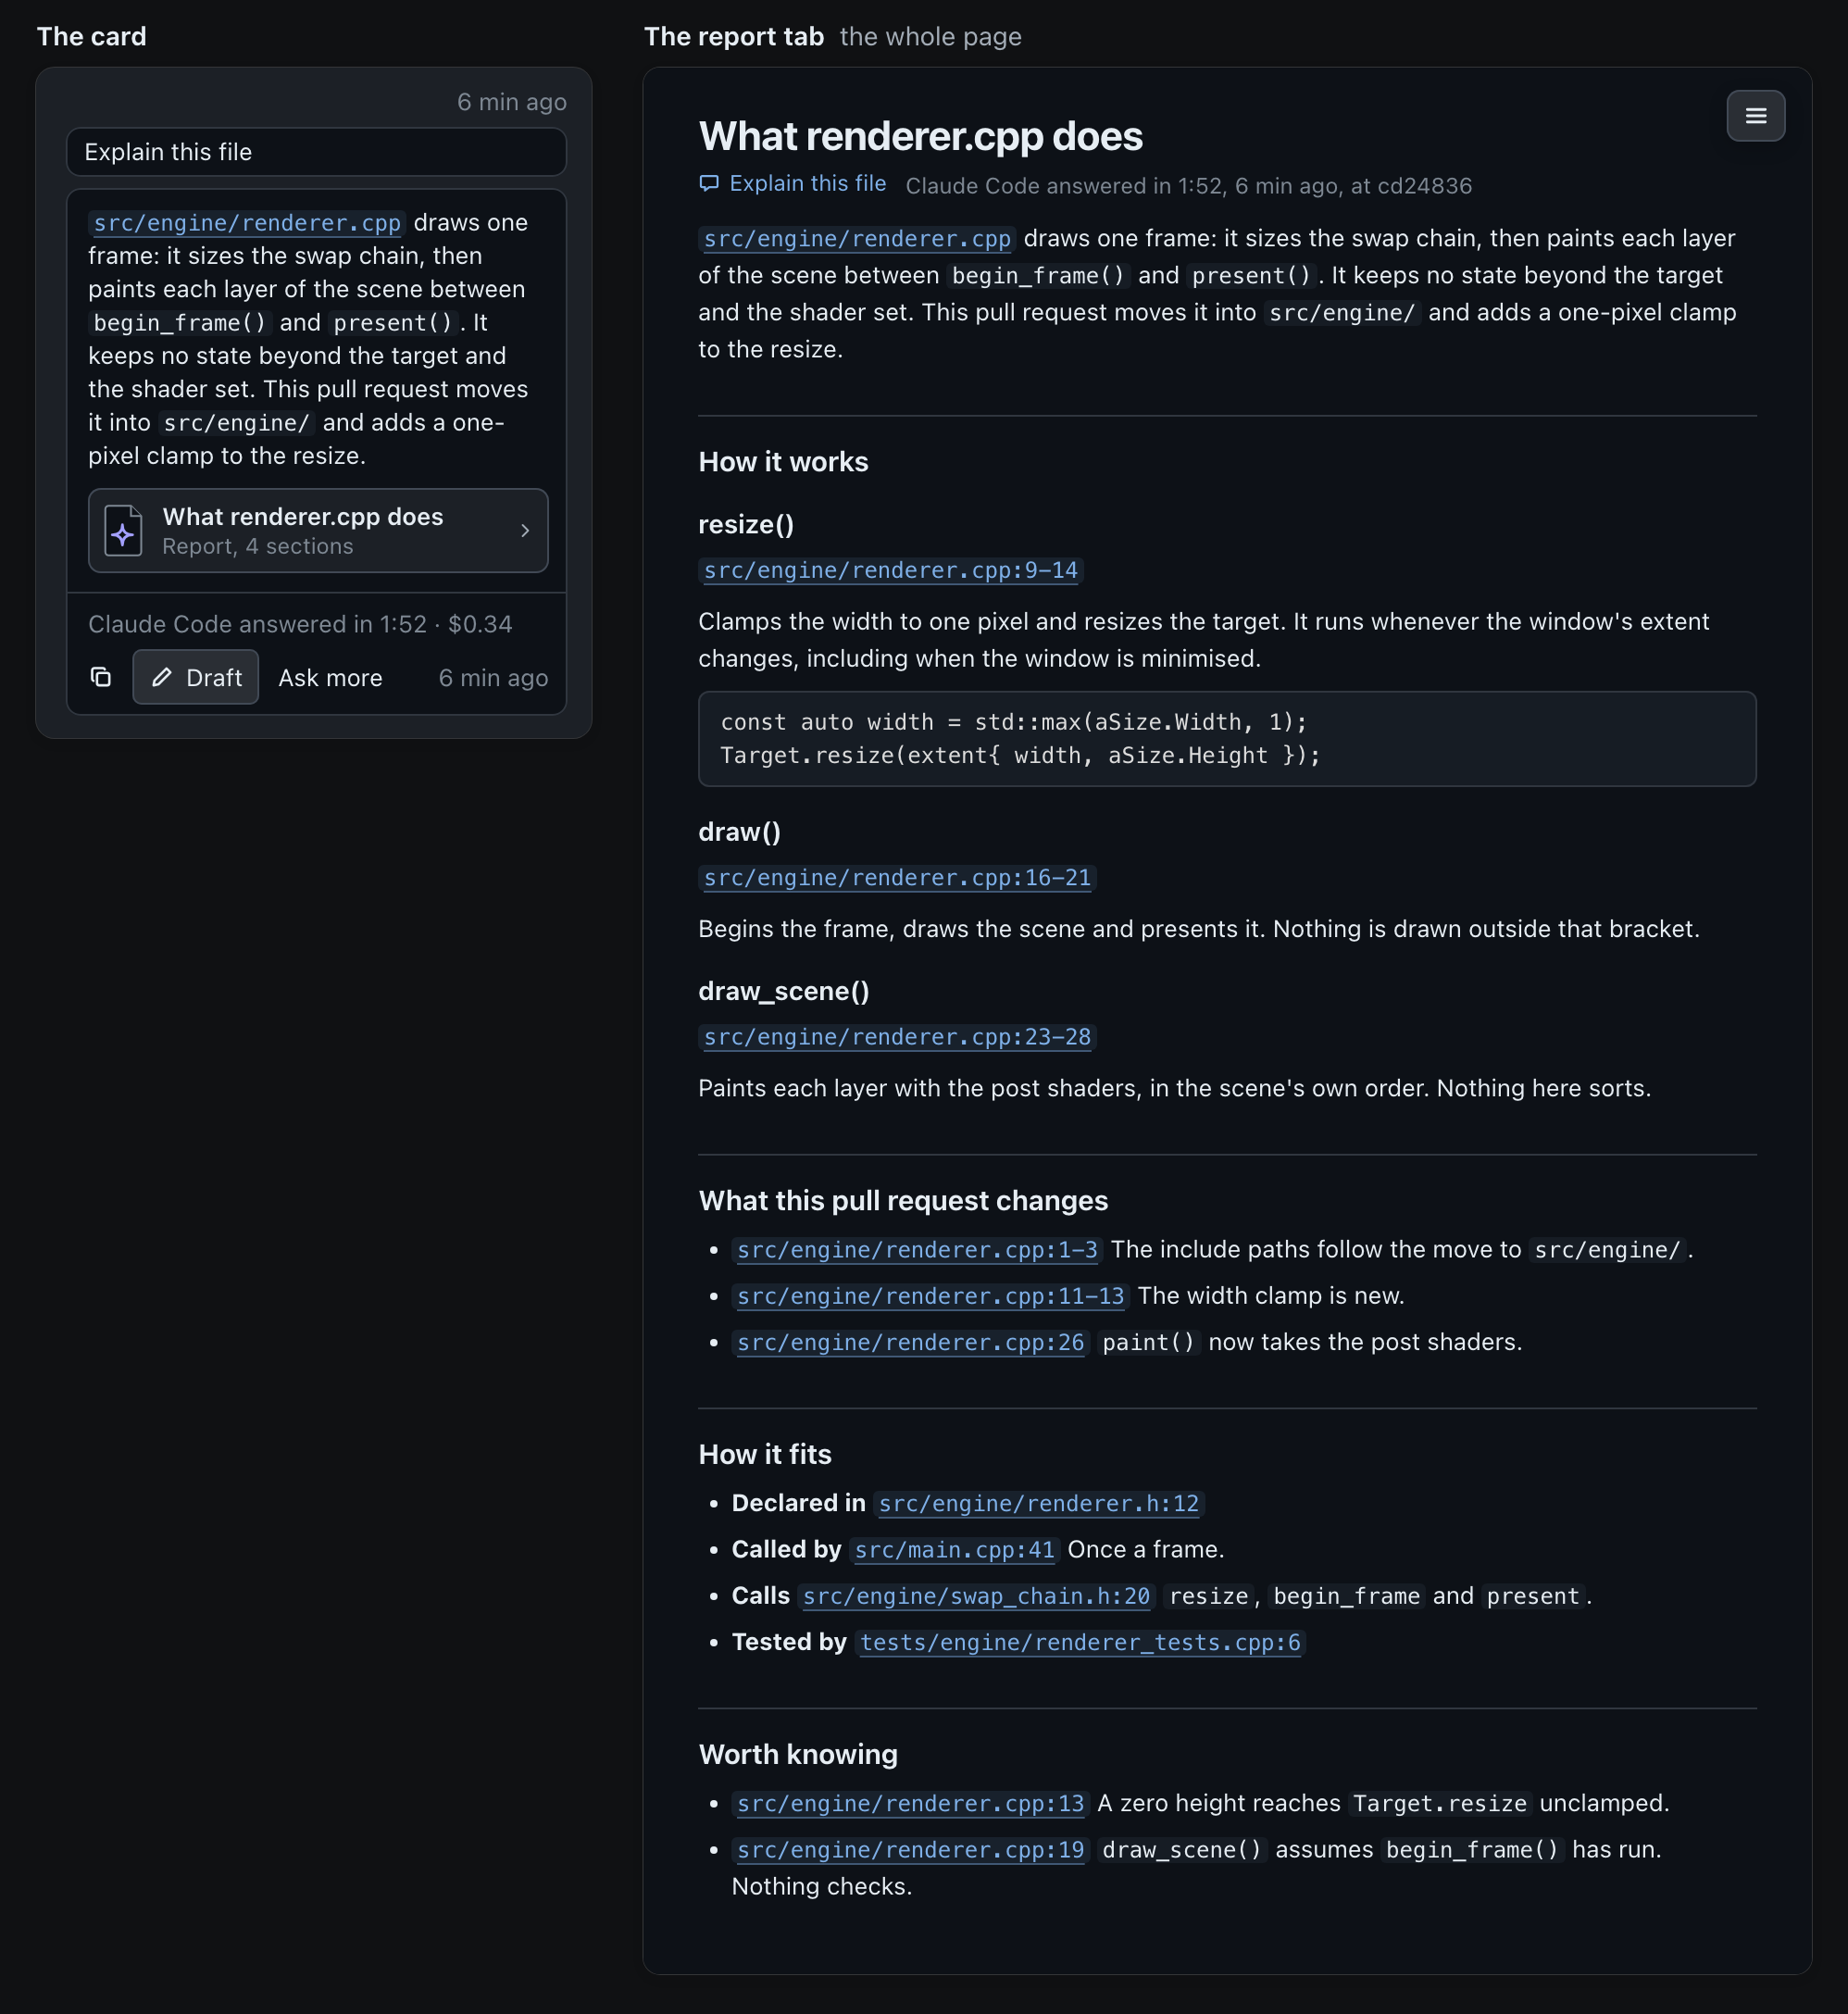 The card
6 min ago
Explain this file
src/engine/renderer.cpp draws one
frame: it sizes the swap chain, then
paints each layer of the scene between
begin_frame() and present(). It
keeps no state beyond the target and
the shader set. This pull request moves
it into src/engine/ and adds a one-
pixel clamp to the resize.
What renderer.cpp does
Report, 4 sections
Claude Code answered in 1:52 · $0.34
Draft Ask more 6 min ago
The report tab the whole page
What renderer.cpp does
Explain this file Claude Code answered in 1:52, 6 min ago, at cd24836
src/engine/renderer.cpp draws one frame: it sizes the swap chain, then paints each layer
of the scene between begin_frame() and present(). It keeps no state beyond the target
and the shader set. This pull request moves it into src/engine/ and adds a one-pixel clamp
to the resize.
How it works
resize()
src/engine/renderer.cpp:9–14
Clamps the width to one pixel and resizes the target. It runs whenever the window's extent
changes, including when the window is minimised.
const auto width = std::max(aSize.Width, 1);
Target.resize(extent{ width, aSize.Height });
draw()
src/engine/renderer.cpp:16–21
Begins the frame, draws the scene and presents it. Nothing is drawn outside that bracket.
draw_scene()
src/engine/renderer.cpp:23–28
Paints each layer with the post shaders, in the scene's own order. Nothing here sorts.
What this pull request changes
• src/engine/renderer.cpp:1–3 The include paths follow the move to src/engine/.
• src/engine/renderer.cpp:11–13 The width clamp is new.
• src/engine/renderer.cpp:26 paint() now takes the post shaders.
How it fits
• Declared in src/engine/renderer.h:12
• Called by src/main.cpp:41 Once a frame.
• Calls src/engine/swap_chain.h:20 resize, begin_frame and present.
• Tested by tests/engine/renderer_tests.cpp:6
Worth knowing
• src/engine/renderer.cpp:13 A zero height reaches Target.resize unclamped.
• src/engine/renderer.cpp:19 draw_scene() assumes begin_frame() has run.
Nothing checks.